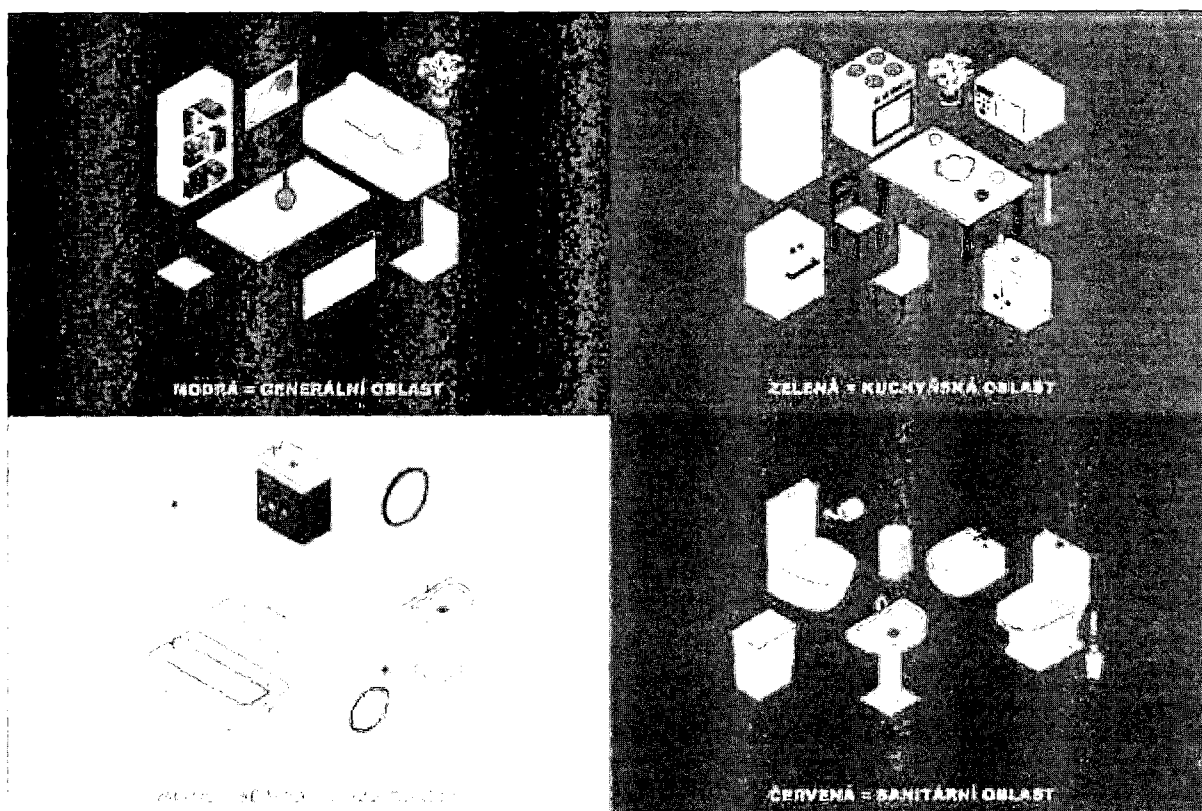 MODRÁ = GENERÁLNÍ OBLAST
ZELENÁ = KUCHYŇSKÁ OBLAST
ČERVENÁ = SANITÁRNÍ OBLAST